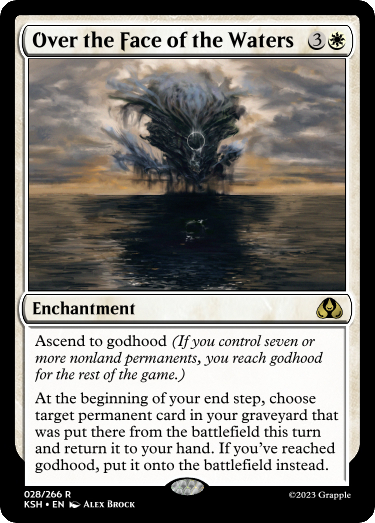 Over the Face of the Waters 3
Enchantment
Ascend to godhood (If you control seven or
more nonland permanents, you reach godhood
for the rest of the game.)
At the beginning of your end step, choose
target permanent card in your graveyard that
was put there from the battlefield this turn
and return it to your hand. If you've reached
godhood, put it onto the battlefield instead.
028/266 R
KSH • EN Alex Brock
©2023 Grapple